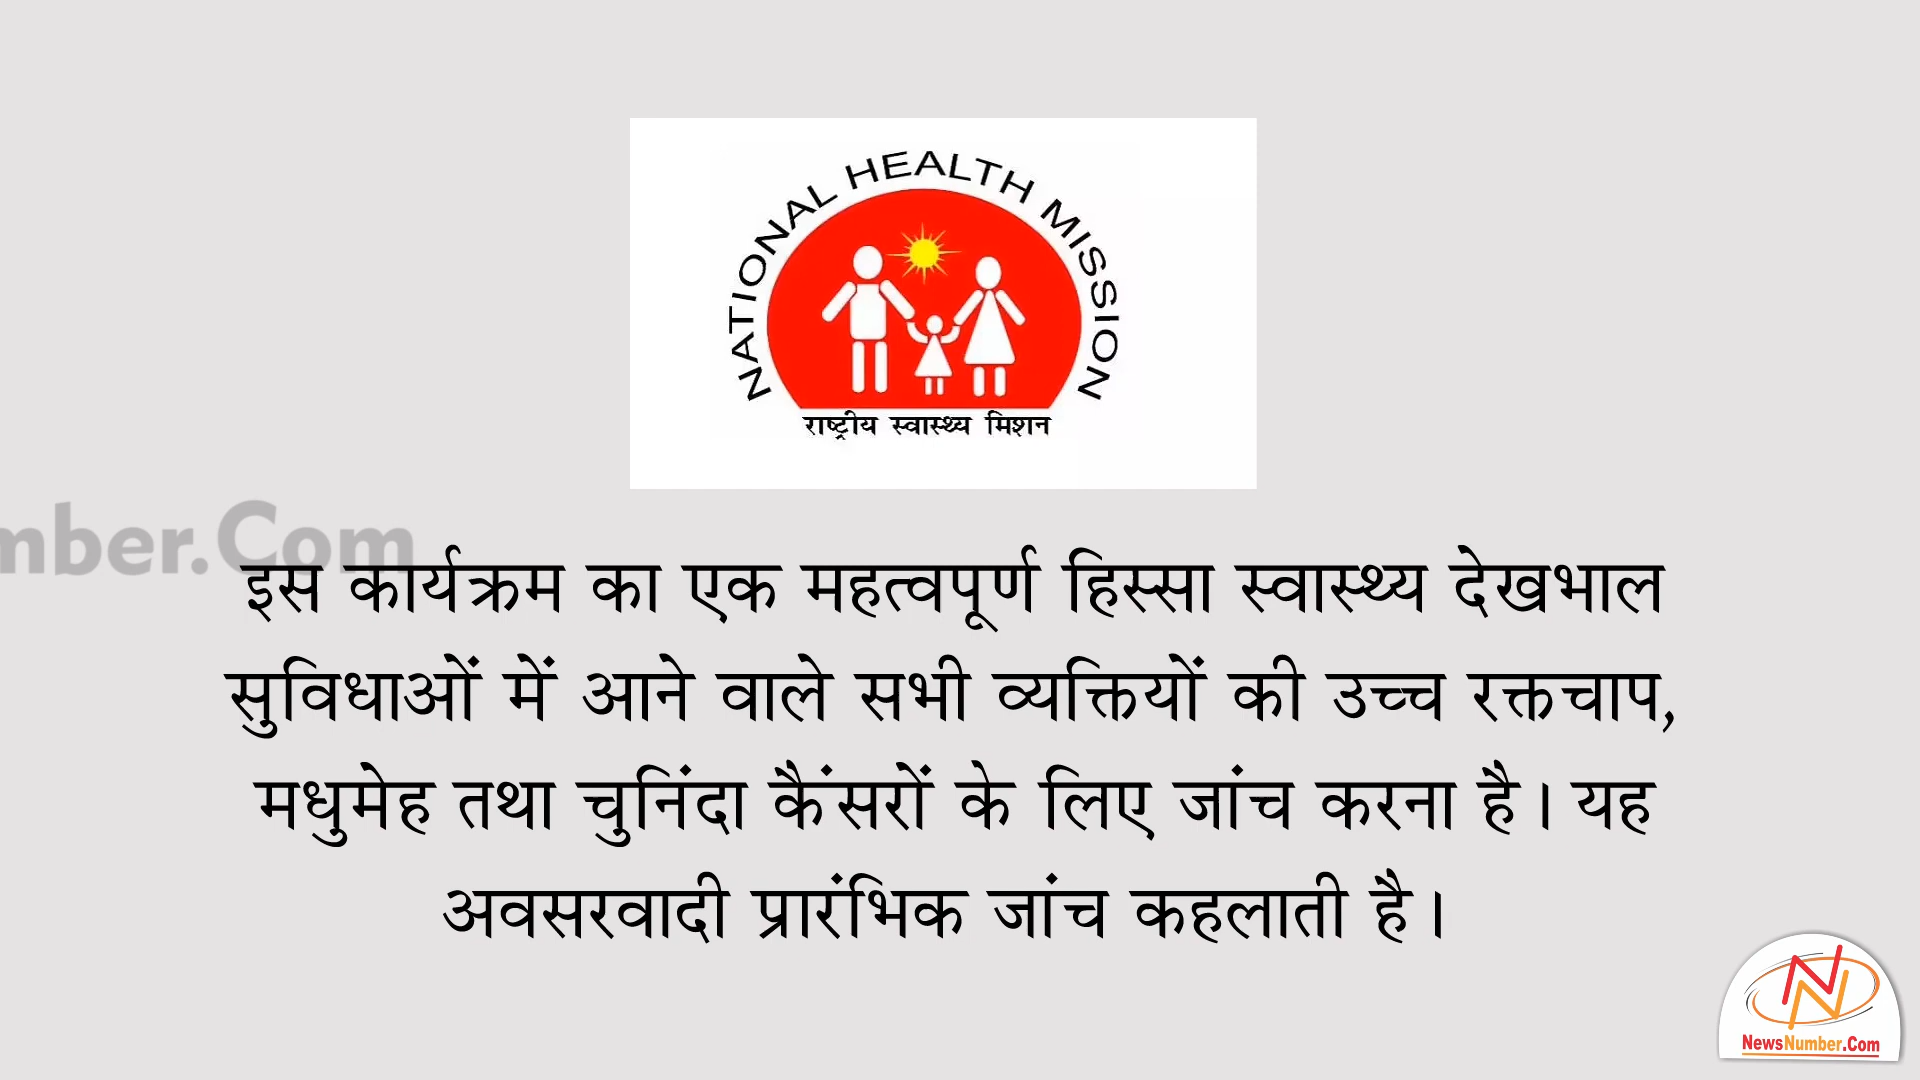 NATIONAL HEALTH MISSION
राष्ट्रीय स्वास्थ्य मिशन
mber.Com
इस कार्यक्रम का एक महत्वपूर्ण हिस्सा स्वास्थ्य देखभाल
सुविधाओं में आने वाले सभी व्यक्तियों की उच्च रक्तचाप,
मधुमेह तथा चुनिंदा कैंसरों के लिए जांच करना है। यह
अवसरवादी प्रारंभिक जांच कहलाती है।
NewsNumber.Com